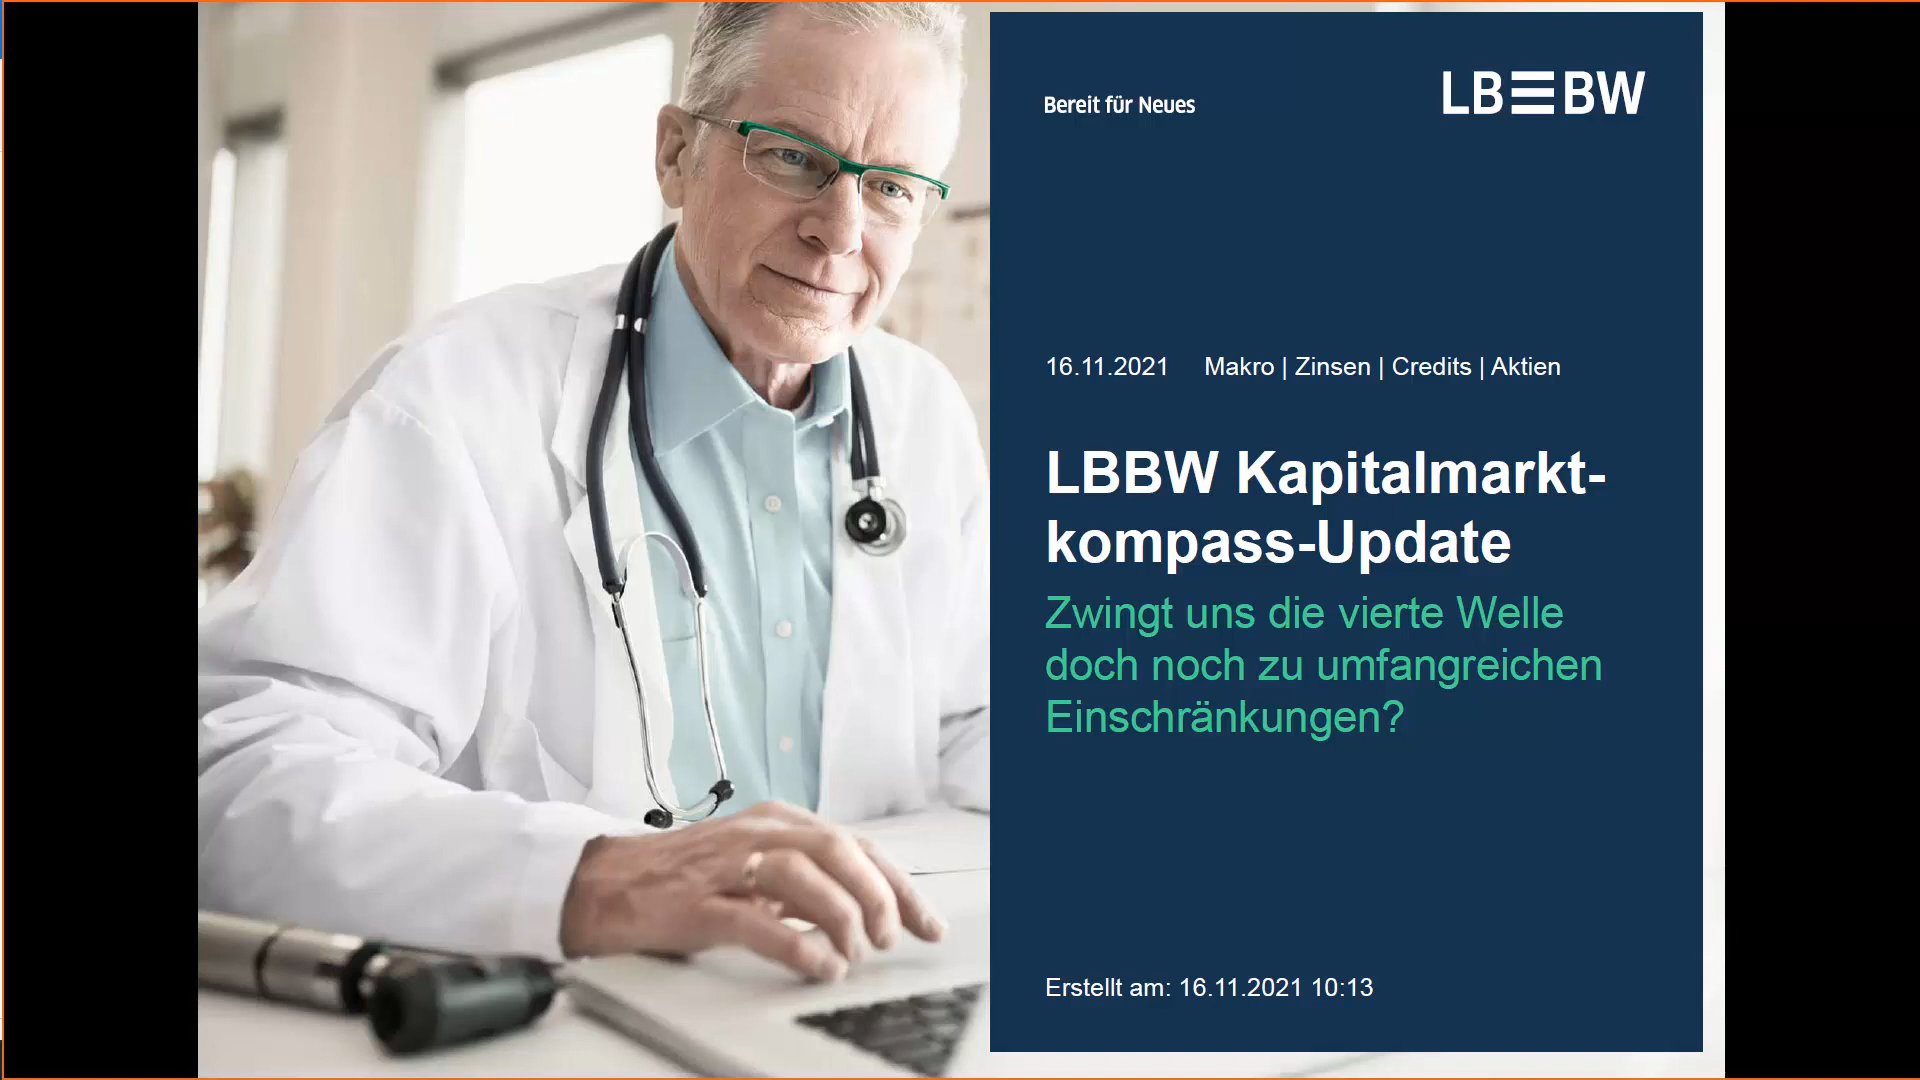 Bereit für Neues
LBBW
16.11.2021 Makro | Zinsen | Credits | Aktien
LBBW Kapitalmarkt-
kompass-Update
Zwingt uns die vierte Welle
doch noch zu umfangreichen
Einschränkungen?
Erstellt am: 16.11.2021 10:13